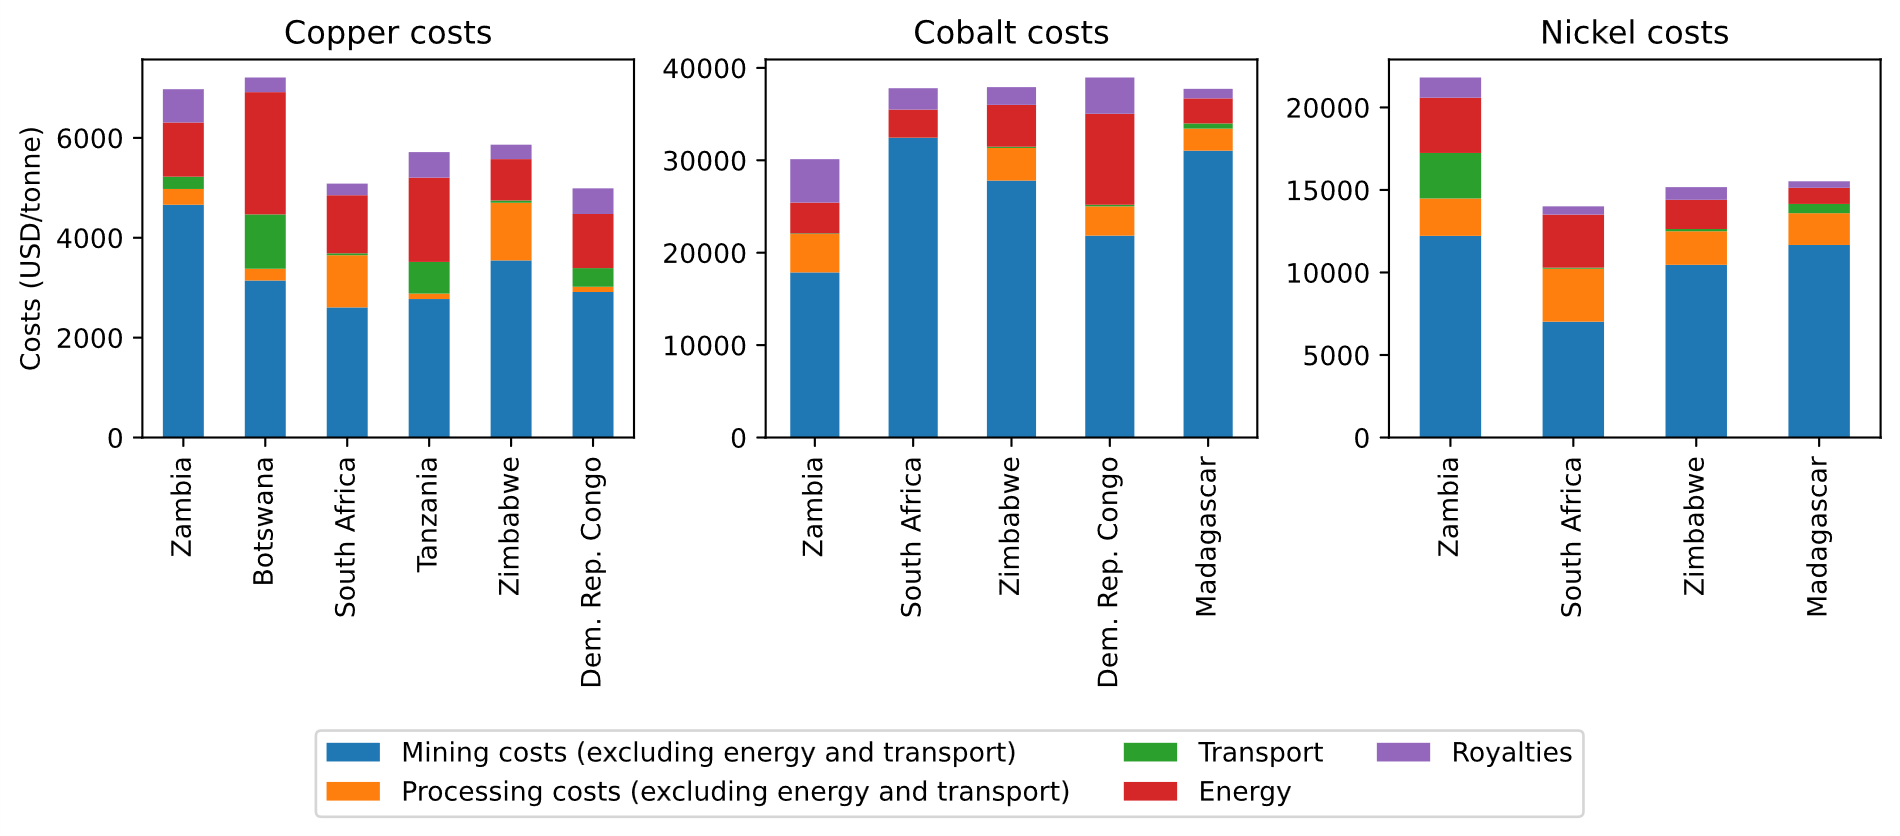 Copper costs
Cobalt costs
Nickel costs
Costs (USD/tonne)
6000
4000
2000
0
Zambia
Botswana
South Africa
Tanzania
Zimbabwe
Dem. Rep. Congo
40000
30000
20000
10000
0
Zambia
South Africa
Zimbabwe
Dem. Rep. Congo
Madagascar
20000
15000
10000
5000
0
Zambia
South Africa
Zimbabwe
Madagascar
Mining costs (excluding energy and transport)
Processing costs (excluding energy and transport)
Transport
Energy
Royalties